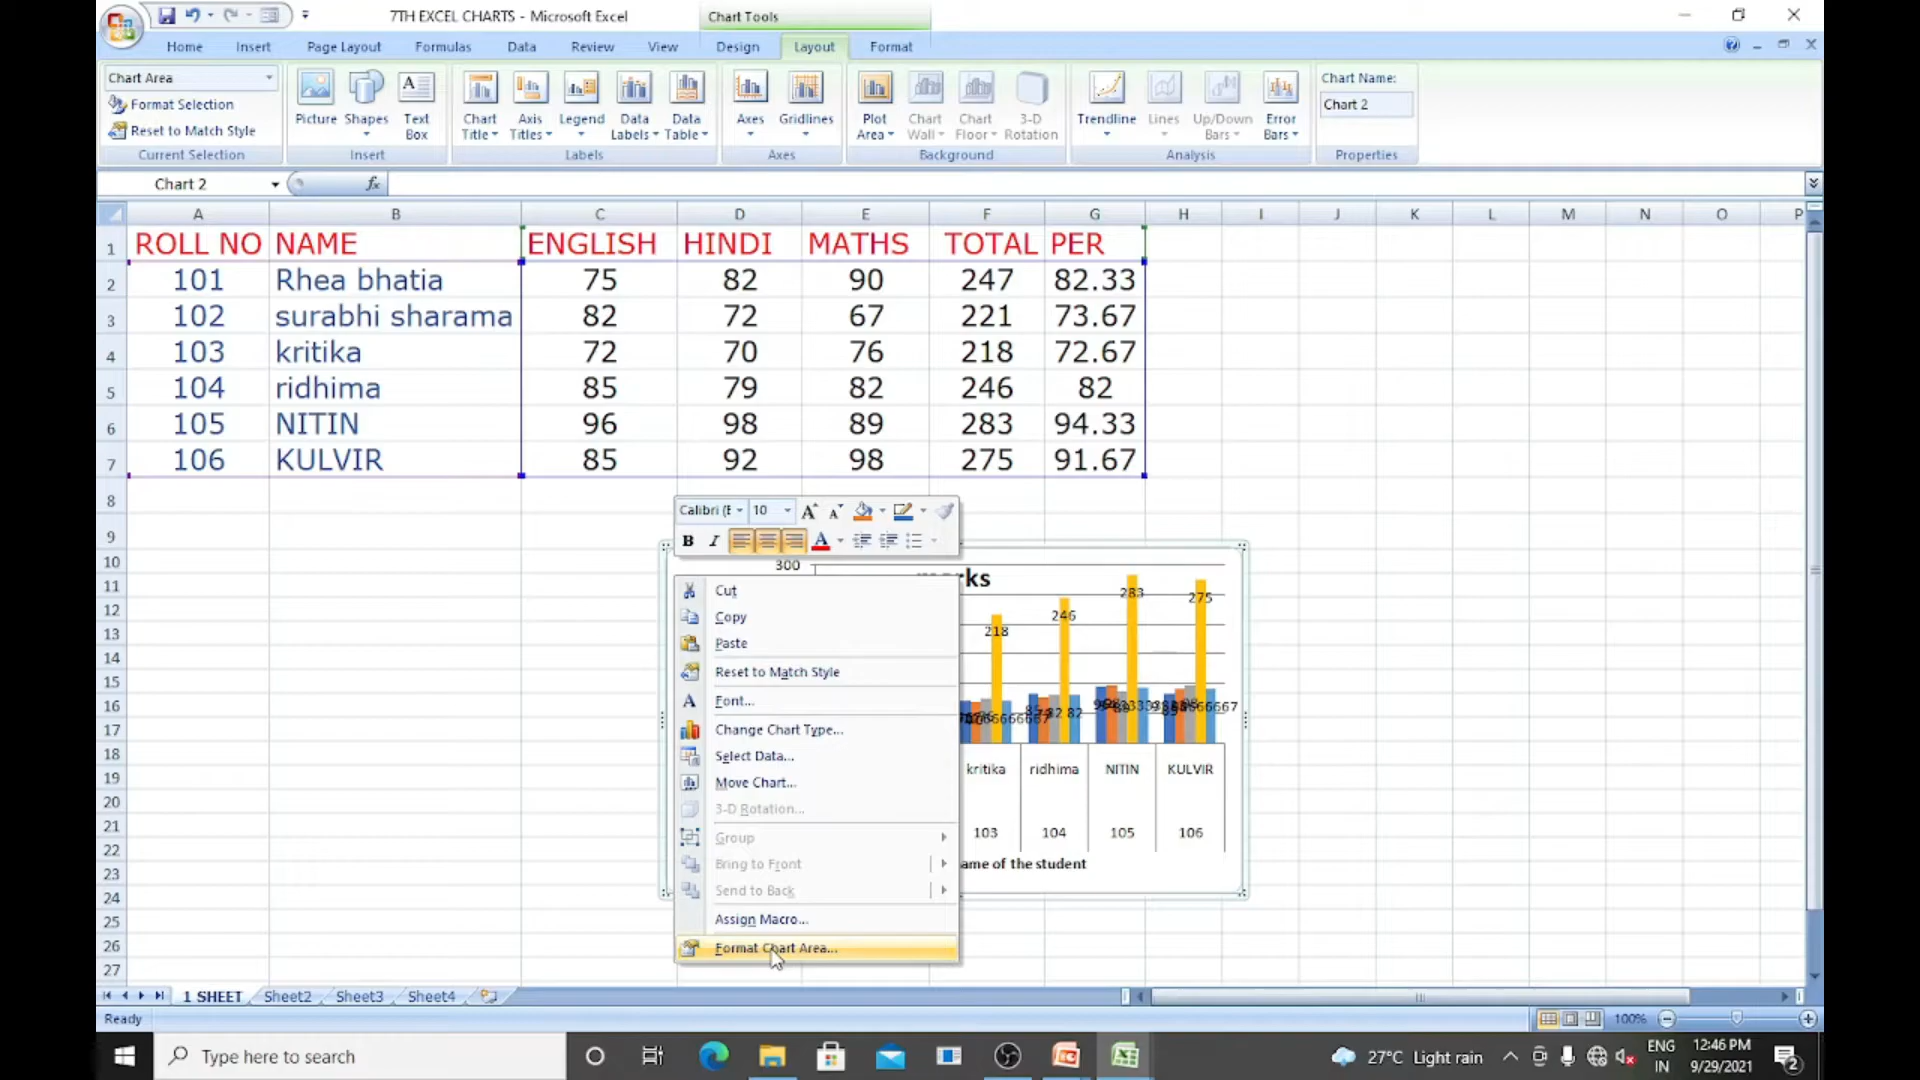 7TH EXCEL CHARTS - Microsoft Excel
Chart Tools
Home Insert Page Layout Formulas Data Review View Design Layout Format
Chart Area
Format Selection
Reset to Match Style
Current Selection
Picture Shapes Text Box
Insert
Chart Title Axis Titles Legend Data Labels Data Table
Labels
Axes Gridlines
Axes
Plot Area Chart Wall Chart Floor 3-D Rotation
Background
Trendline Lines Up/Down Bars Error Bars
Analysis
Chart Name:
Chart 2
Properties
Chart 2 fx
A B C D E F G H I J K L M N O P
1 ROLL NO NAME ENGLISH HINDI MATHS TOTAL PER
2 101 Rhea bhatia 75 82 90 247 82.33
3 102 surabhi sharama 82 72 67 221 73.67
4 103 kritika 72 70 76 218 72.67
5 104 ridhima 85 79 82 246 82
6 105 NITIN 96 98 89 283 94.33
7 106 KULVIR 85 92 98 275 91.67
8
9
10
11
12
13
14
15
16
17
18
19
20
21
22
23
24
25
26
27
Calibri (E 10 A A
B I A
300
283
275
246
218
82 82
kritika ridhima NITIN KULVIR
103 104 105 106
ame of the student
Cut
Copy
Paste
Reset to Match Style
Font...
Change Chart Type...
Select Data...
Move Chart...
3-D Rotation...
Group
Bring to Front
Send to Back
Assign Macro...
Format Chart Area...
1 SHEET Sheet2 Sheet3 Sheet4
Ready
100%
Type here to search
27°C Light rain
ENG
IN
12:46 PM
9/29/2021
2